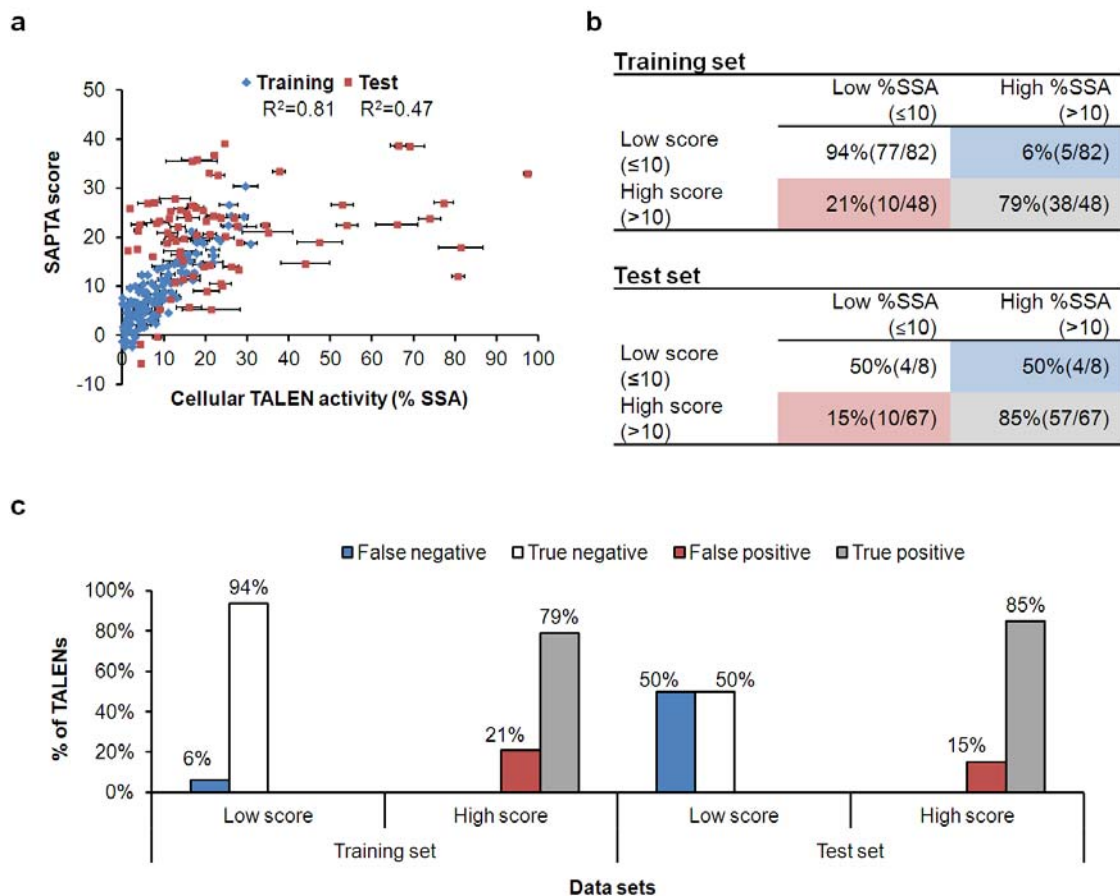 a
Training Test
R²=0.81 R²=0.47
50
40
30
20
10
0
-10
0 10 20 30 40 50 60 70 80 90 100
SAPTA score
Cellular TALEN activity (% SSA)
b
Training set
Low %SSA High %SSA
(≤10) (>10)
Low score
(≤10)
94%(77/82) 6%(5/82)
High score
(>10)
21%(10/48) 79%(38/48)
Test set
Low %SSA High %SSA
(≤10) (>10)
Low score
(≤10)
50%(4/8) 50%(4/8)
High score
(>10)
15%(10/67) 85%(57/67)
c
False negative True negative False positive True positive
% of TALENs
100%
80%
60%
40%
20%
0%
6%
94%
21%
79%
50%
50%
15%
85%
Low score High score Low score High score
Training set Test set
Data sets